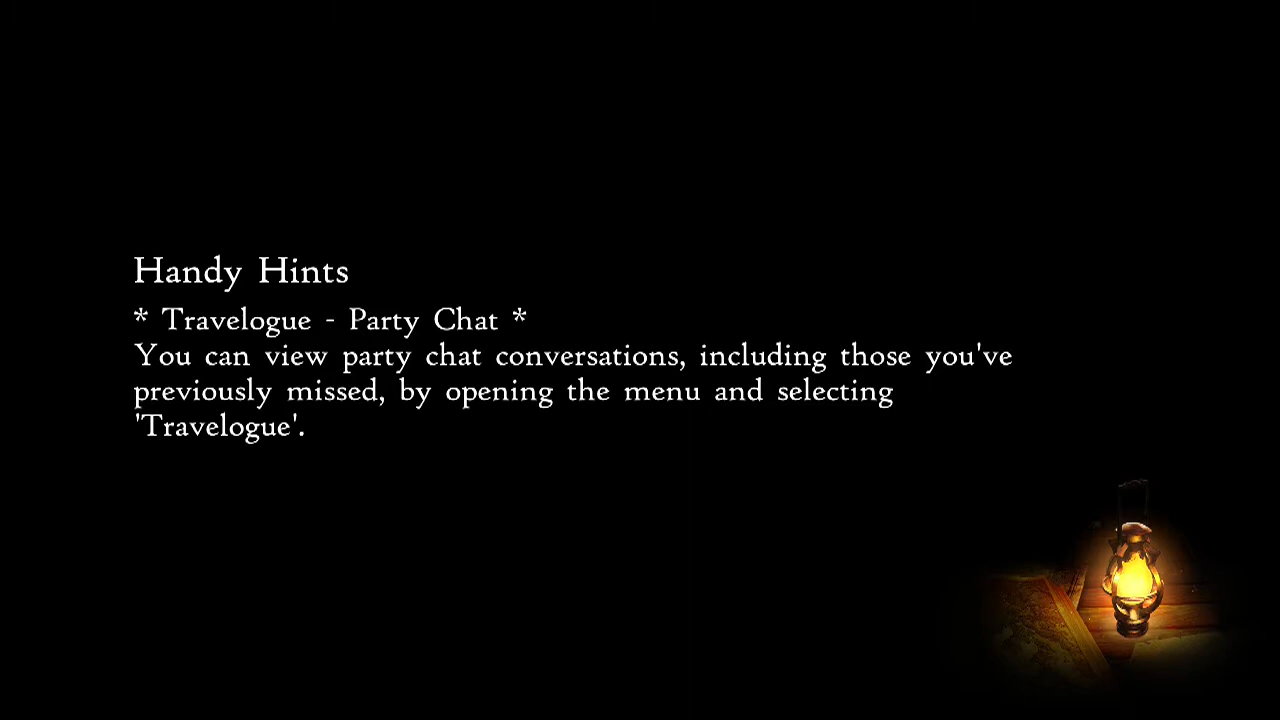 Handy Hints
* Travelogue - Party Chat *
You can view party chat conversations, including those you've
previously missed, by opening the menu and selecting
'Travelogue'.